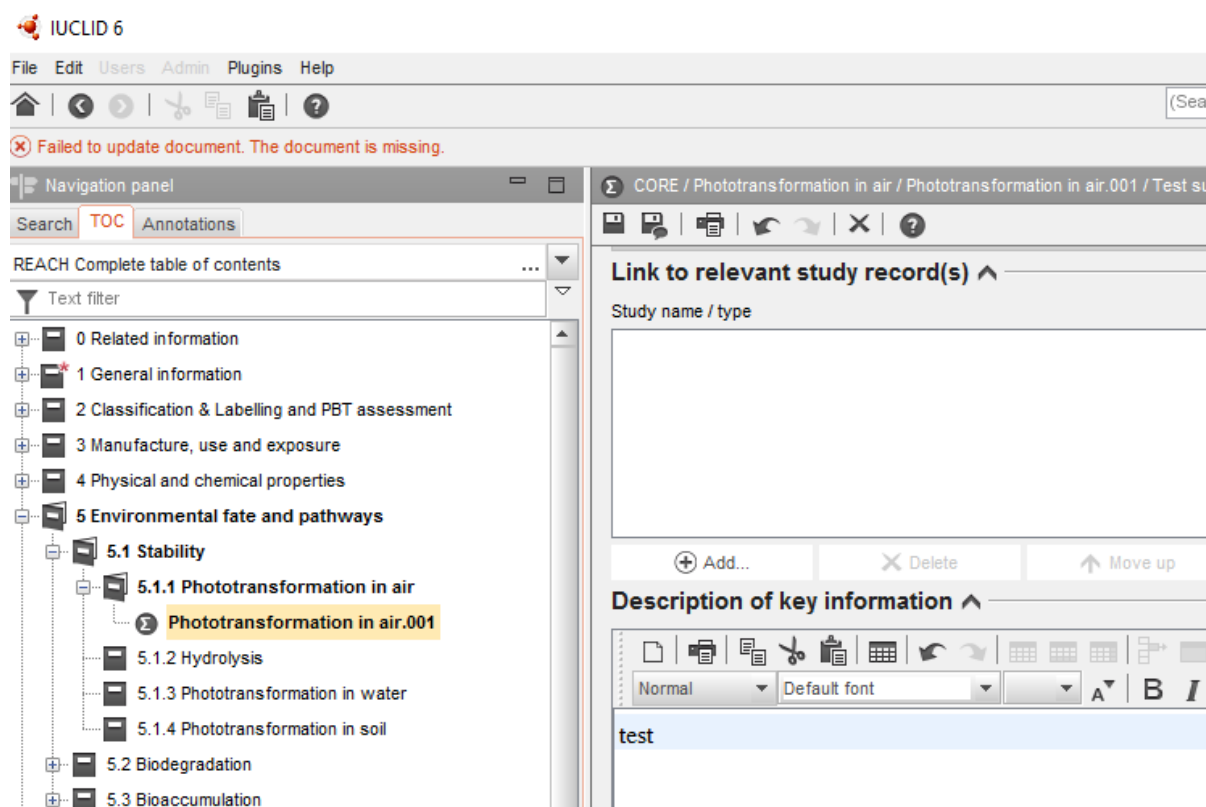 IUCLID 6
File Edit Users Admin Plugins Help
(Sea
Failed to update document. The document is missing.
Navigation panel
Search TOC Annotations
REACH Complete table of contents ...
Text filter
0 Related information
1 General information
2 Classification & Labelling and PBT assessment
3 Manufacture, use and exposure
4 Physical and chemical properties
5 Environmental fate and pathways
5.1 Stability
5.1.1 Phototransformation in air
Phototransformation in air.001
5.1.2 Hydrolysis
5.1.3 Phototransformation in water
5.1.4 Phototransformation in soil
5.2 Biodegradation
5.3 Bioaccumulation
CORE / Phototransformation in air / Phototransformation in air.001 / Test su
Link to relevant study record(s)
Study name / type
Add... Delete Move up
Description of key information
Normal Default font A B I
test